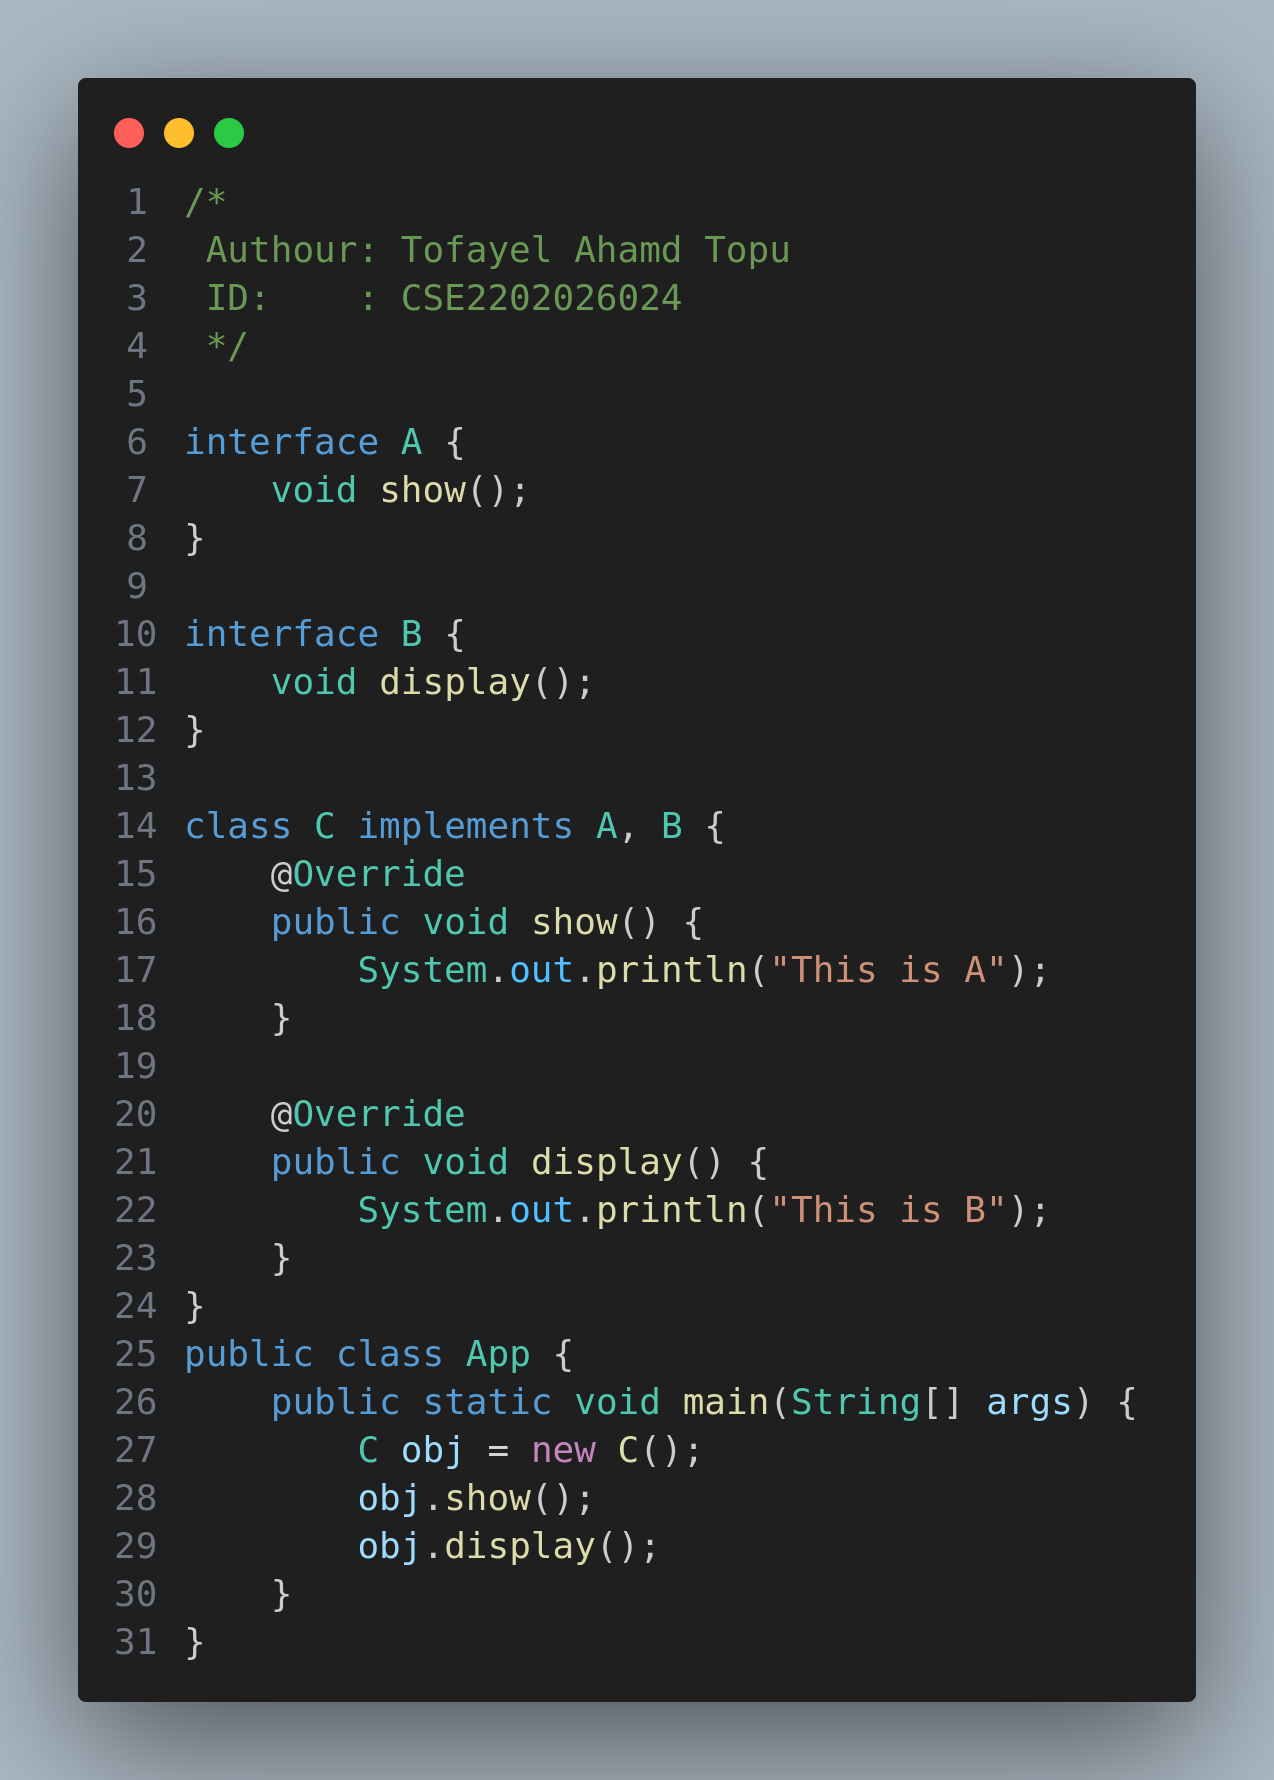 1 /*
2  Authour: Tofayel Ahamd Topu
3  ID:    : CSE2202026024
4  */
5
6 interface A {
7     void show();
8 }
9
10 interface B {
11     void display();
12 }
13
14 class C implements A, B {
15     @Override
16     public void show() {
17         System.out.println("This is A");
18     }
19
20     @Override
21     public void display() {
22         System.out.println("This is B");
23     }
24 }
25 public class App {
26     public static void main(String[] args) {
27         C obj = new C();
28         obj.show();
29         obj.display();
30     }
31 }